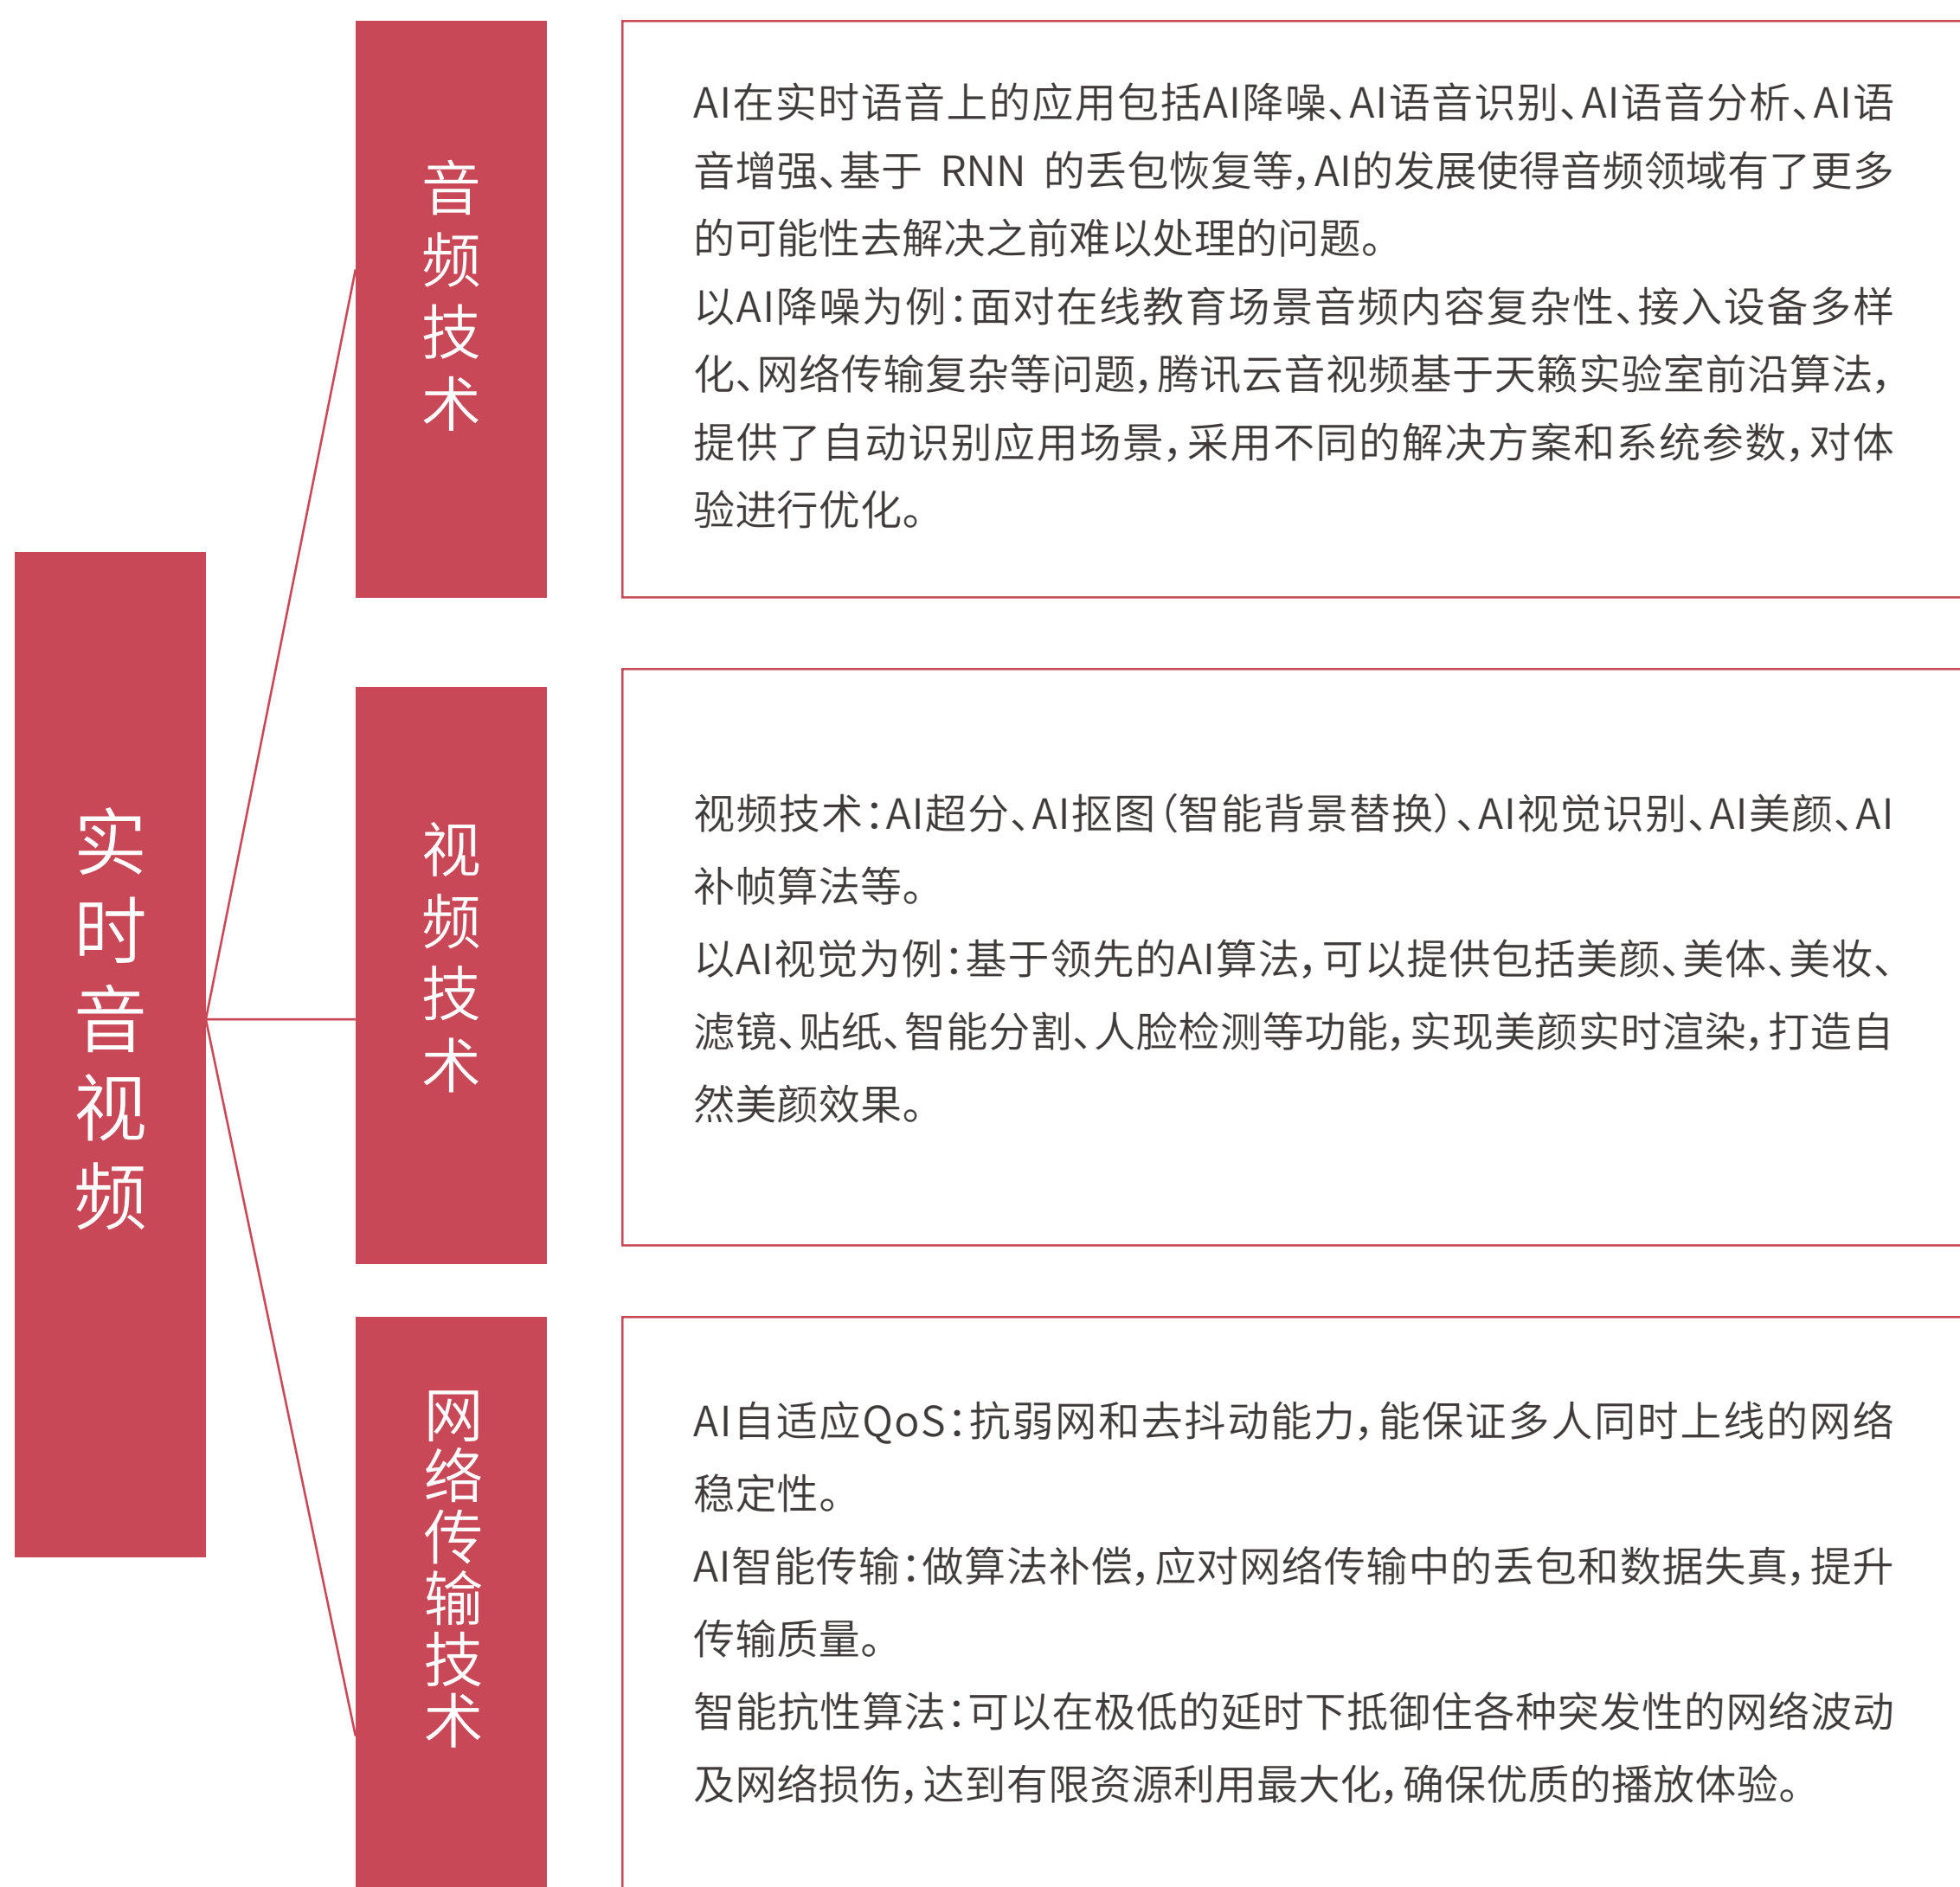 实时音视频
音频技术
AI在实时语音上的应用包括AI降噪、AI语音识别、AI语音分析、AI语
音增强、基于 RNN 的丢包恢复等，AI的发展使得音频领域有了更多
的可能性去解决之前难以处理的问题。
以AI降噪为例：面对在线教育场景音频内容复杂性、接入设备多样
化、网络传输复杂等问题，腾讯云音视频基于天籁实验室前沿算法，
提供了自动识别应用场景，采用不同的解决方案和系统参数，对体
验进行优化。
视频技术
视频技术：AI超分、AI抠图（智能背景替换）、AI视觉识别、AI美颜、AI
补帧算法等。
以AI视觉为例：基于领先的AI算法，可以提供包括美颜、美体、美妆、
滤镜、贴纸、智能分割、人脸检测等功能，实现美颜实时渲染，打造自
然美颜效果。
网络传输技术
AI自适应QoS：抗弱网和去抖动能力，能保证多人同时上线的网络
稳定性。
AI智能传输：做算法补偿，应对网络传输中的丢包和数据失真，提升
传输质量。
智能抗性算法：可以在极低的延时下抵御住各种突发性的网络波动
及网络损伤，达到有限资源利用最大化，确保优质的播放体验。